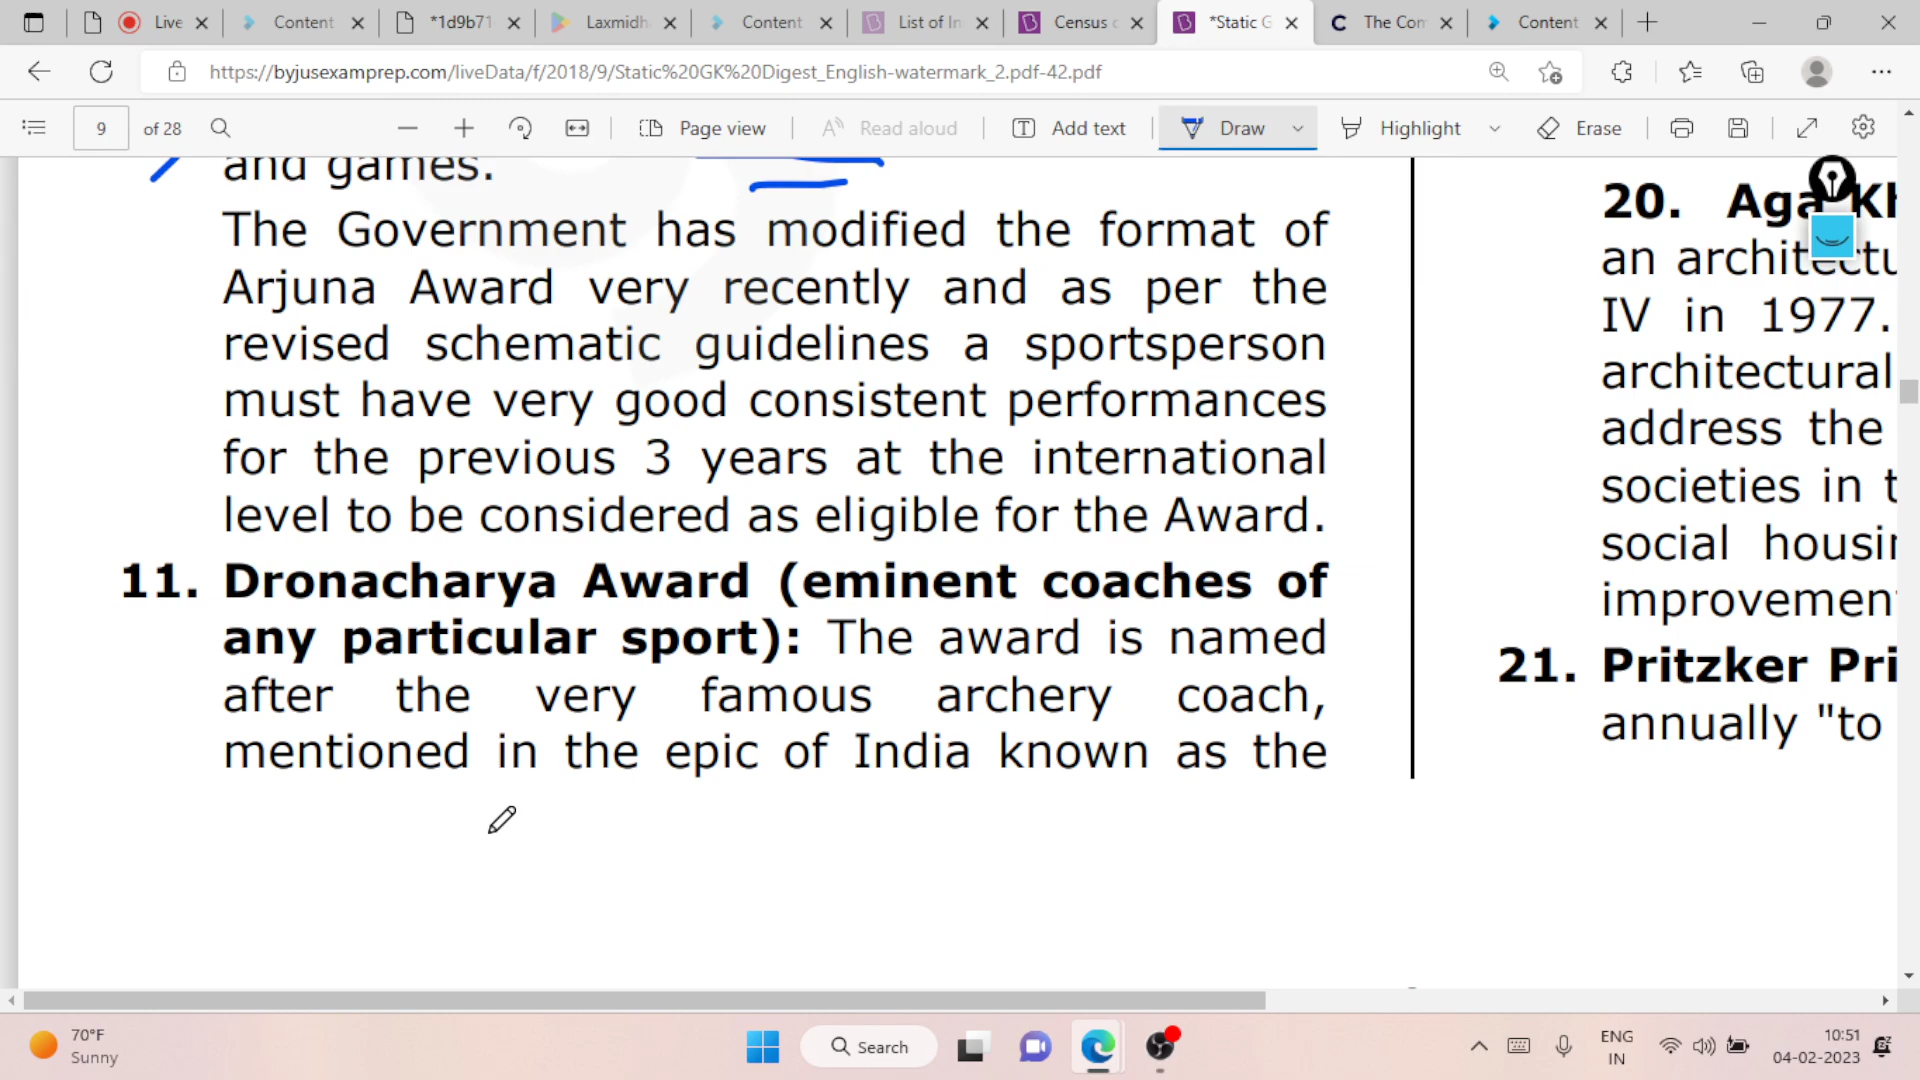 Live
Content
*1d9b71
Laxmidh
Content
List of In
Census c
*Static G
The Com
Content
https://byjusexamprep.com/liveData/f/2018/9/Static%20GK%20Digest_English-watermark_2.pdf-42.pdf
9 of 28
Page view
Read aloud
Add text
Draw
Highlight
Erase
and games.
The Government has modified the format of
Arjuna Award very recently and as per the
revised schematic guidelines a sportsperson
must have very good consistent performances
for the previous 3 years at the international
level to be considered as eligible for the Award.
11. Dronacharya Award (eminent coaches of
any particular sport): The award is named
after the very famous archery coach,
mentioned in the epic of India known as the
20. Aga Kh
an architectu
IV in 1977.
architectural
address the
societies in t
social housin
improvement
21. Pritzker Pri
annually "to
70°F
Sunny
Search
ENG
IN
10:51
04-02-2023